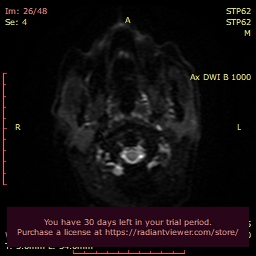 Im: 26/48
Se: 4
A
STP62
STP62
M
Ax DWI B 1000
R
L
You have 30 days left in your trial period.
Purchase a license at https://radiantviewer.com/store/